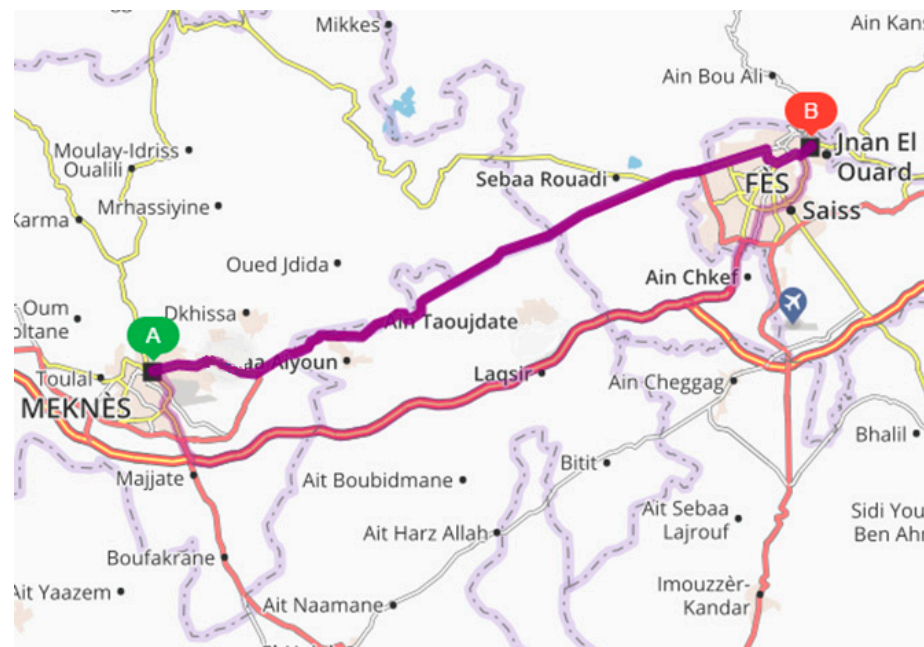 Mikkes
Ain Kans
Ain Bou Ali
B
Moulay-Idriss
Oualili
Jnan El
Ouard
Sebaa Rouadi
FÈS
Mrhassiyine
Karma
Saiss
Oued Jdida
Ain Chkef
Oum
oltane
Dkhissa
Ain Taoujdate
A
aa Aiyoun
Toulal
Laqsir
Ain Cheggag
MEKNÈS
Bhalil
Majjate
Ait Boubidmane
Bitit
Ait Sebaa
Lajrouf
Sidi You
Ben Ahr
Ait Harz Allah
Boufakrane
Ait Yaazem
Ait Naamane
Imouzzèr-
Kandar